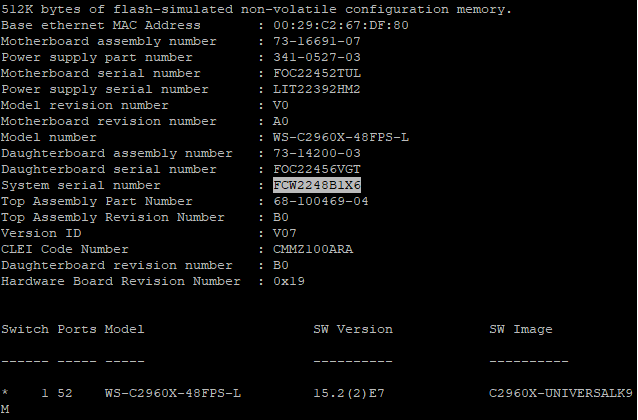 512K bytes of flash-simulated non-volatile configuration memory.
Base ethernet MAC Address       : 00:29:C2:67:DF:80
Motherboard assembly number     : 73-16691-07
Power supply part number        : 341-0527-03
Motherboard serial number       : FOC22452TUL
Power supply serial number      : LIT22392HM2
Model revision number           : V0
Motherboard revision number     : A0
Model number                    : WS-C2960X-48FPS-L
Daughterboard assembly number   : 73-14200-03
Daughterboard serial number     : FOC22456VGT
System serial number            : FCW2248B1X6
Top Assembly Part Number        : 68-100469-04
Top Assembly Revision Number    : B0
Version ID                      : V07
CLEI Code Number                : CMMZ100ARA
Daughterboard revision number   : B0
Hardware Board Revision Number  : 0x19
Switch Ports Model                     SW Version            SW Image
------ ----- -----                     ----------            ----------
*    1 52    WS-C2960X-48FPS-L         15.2(2)E7             C2960X-UNIVERSALK9
M